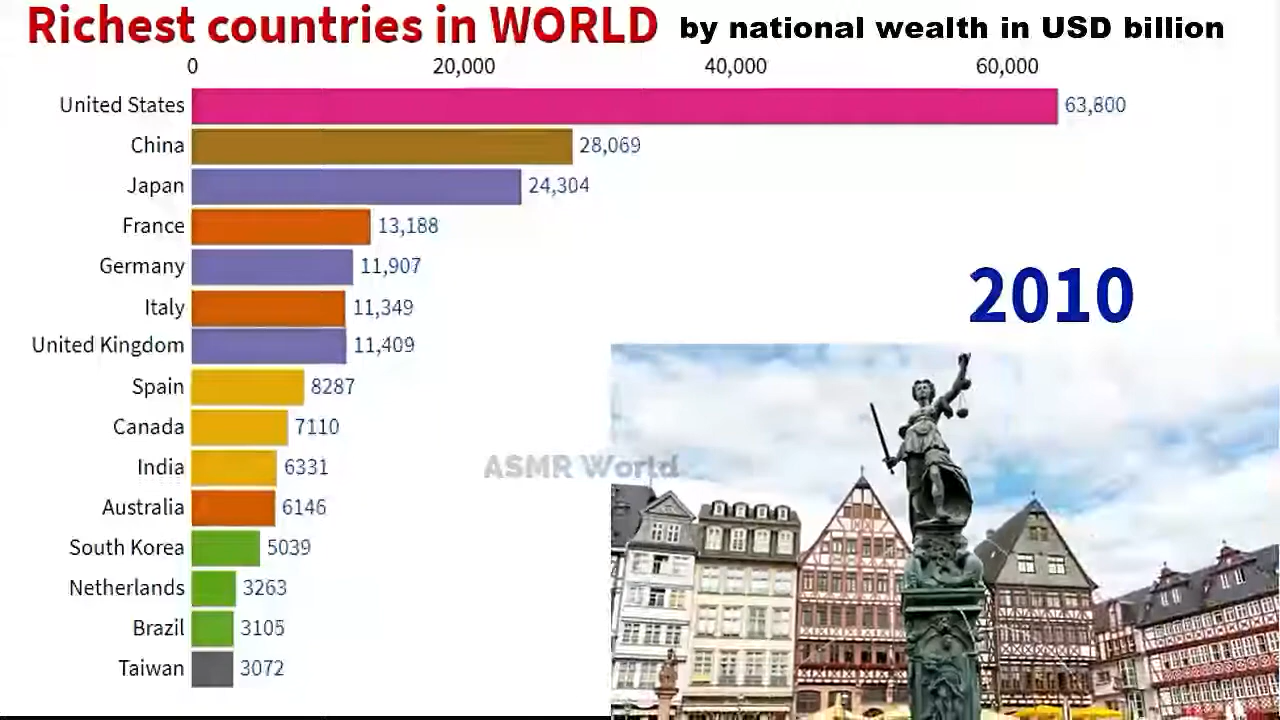 Richest countries in WORLD by national wealth in USD billion
0 20,000 40,000 60,000
United States 63,800
China 28,069
Japan 24,304
France 13,188
Germany 11,907
Italy 11,349
United Kingdom 11,409
2010
Spain 8287
Canada 7110
India 6331
ASMR World
Australia 6146
South Korea 5039
Netherlands 3263
Brazil 3105
Taiwan 3072